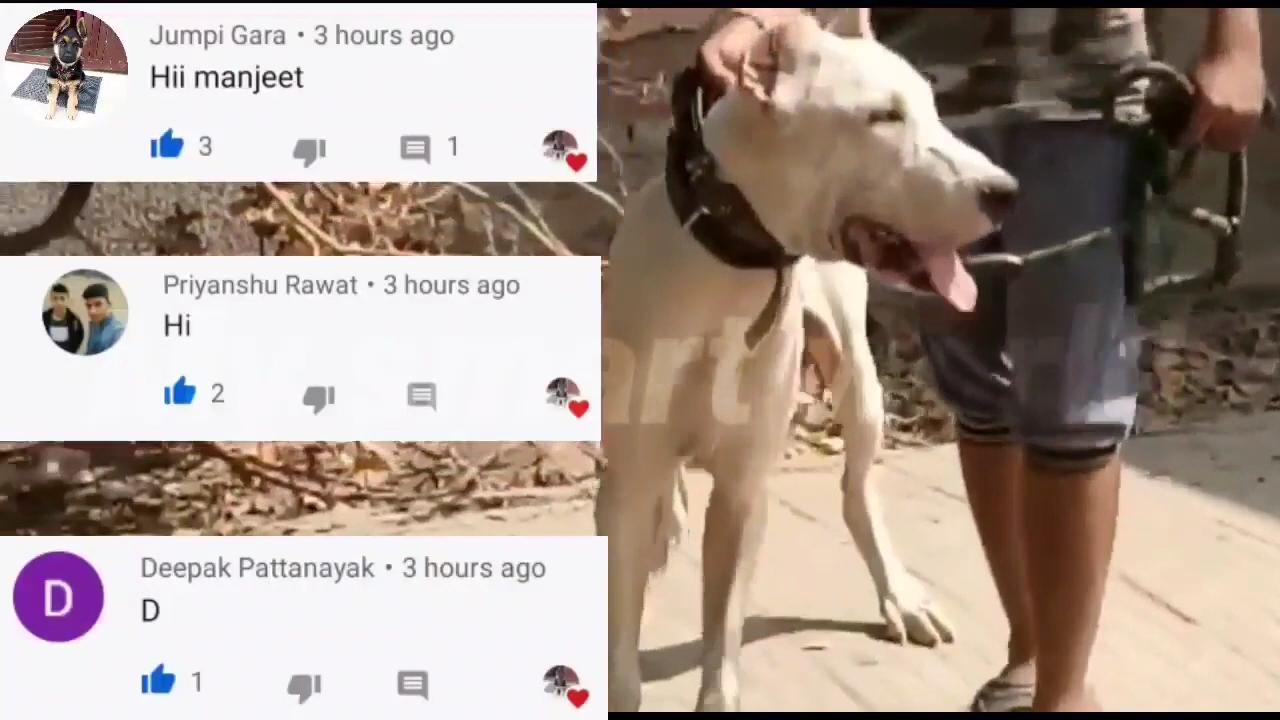 Jumpi Gara • 3 hours ago
Hii manjeet
3
1
Priyanshu Rawat • 3 hours ago
Hi
2
D
Deepak Pattanayak • 3 hours ago
D
1